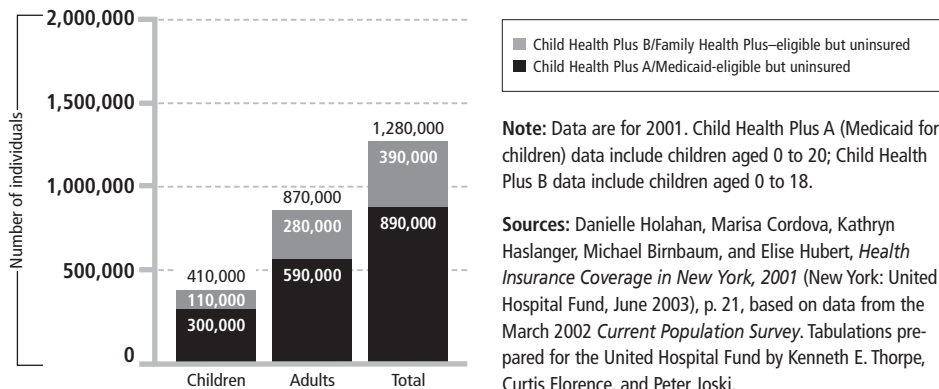 Number of individuals
2,000,000
1,500,000
1,000,000
500,000
0
410,000
110,000
300,000
870,000
280,000
590,000
1,280,000
390,000
890,000
Children
Adults
Total
Child Health Plus B/Family Health Plus–eligible but uninsured
Child Health Plus A/Medicaid-eligible but uninsured
Note: Data are for 2001. Child Health Plus A (Medicaid for
children) data include children aged 0 to 20; Child Health
Plus B data include children aged 0 to 18.
Sources: Danielle Holahan, Marisa Cordova, Kathryn
Haslanger, Michael Birnbaum, and Elise Hubert, Health
Insurance Coverage in New York, 2001 (New York: United
Hospital Fund, June 2003), p. 21, based on data from the
March 2002 Current Population Survey. Tabulations pre-
pared for the United Hospital Fund by Kenneth E. Thorpe,
Curtis Florence, and Peter Joski.